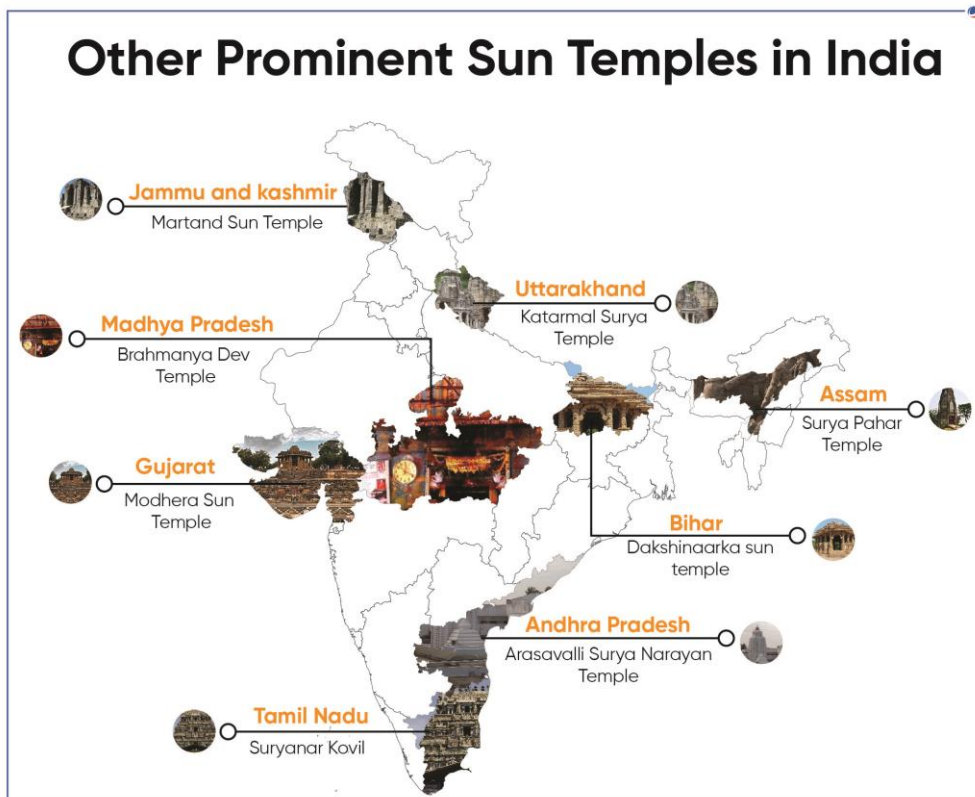 Other Prominent Sun Temples in India
Jammu and kashmir
Martand Sun Temple
Uttarakhand
Katarmal Surya
Temple
Madhya Pradesh
Brahmanya Dev
Temple
Assam
Surya Pahar
Temple
Gujarat
Modhera Sun
Temple
Bihar
Dakshinaarka sun
temple
Andhra Pradesh
Arasavalli Surya Narayan
Temple
Tamil Nadu
Suryanar Kovil